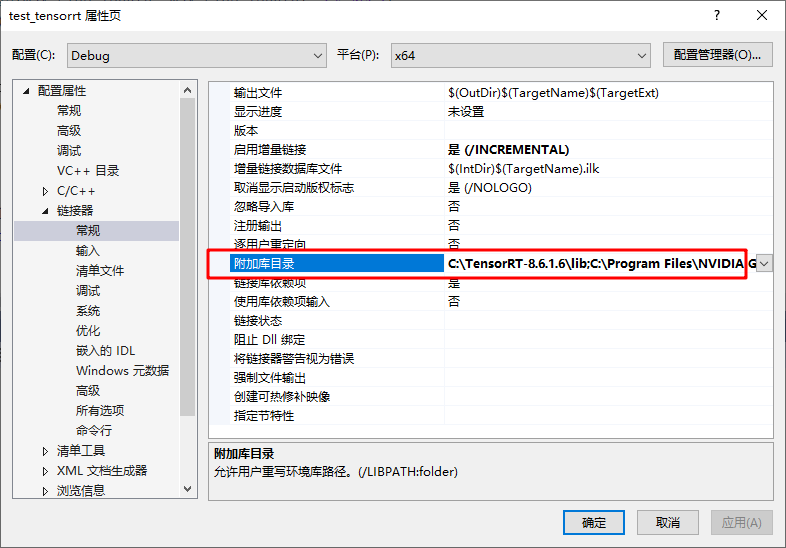 test_tensorrt 属性页
配置(C): Debug 平台(P): x64 配置管理器(O)...
配置属性
常规
高级
调试
VC++ 目录
C/C++
链接器
常规
输入
清单文件
调试
系统
优化
嵌入的 IDL
Windows 元数据
高级
所有选项
命令行
清单工具
XML 文档生成器
浏览信息
输出文件 $(OutDir)$(TargetName)$(TargetExt)
显示进度 未设置
版本
启用增量链接 是 (/INCREMENTAL)
增量链接数据库文件 $(IntDir)$(TargetName).ilk
取消显示启动版权标志 是 (/NOLOGO)
忽略导入库 否
注册输出 否
逐用户重定向 否
附加库目录 C:\TensorRT-8.6.1.6\lib;C:\Program Files\NVIDIA G
链接库依赖项 是
使用库依赖项输入 否
链接状态
阻止 Dll 绑定
将链接器警告视为错误
强制文件输出
创建可热修补映像
指定节特性
附加库目录
允许用户重写环境库路径。(/LIBPATH:folder)
确定 取消 应用(A)